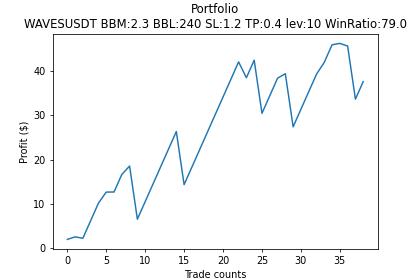 Portfolio
WAVESUSDT BBM:2.3 BBL:240 SL:1.2 TP:0.4 lev:10 WinRatio:79.0
40
30
20
10
0
Profit ($)
0 5 10 15 20 25 30 35
Trade counts